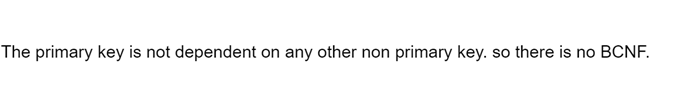 The primary key is not dependent on any other non primary key. so there is no BCNF.